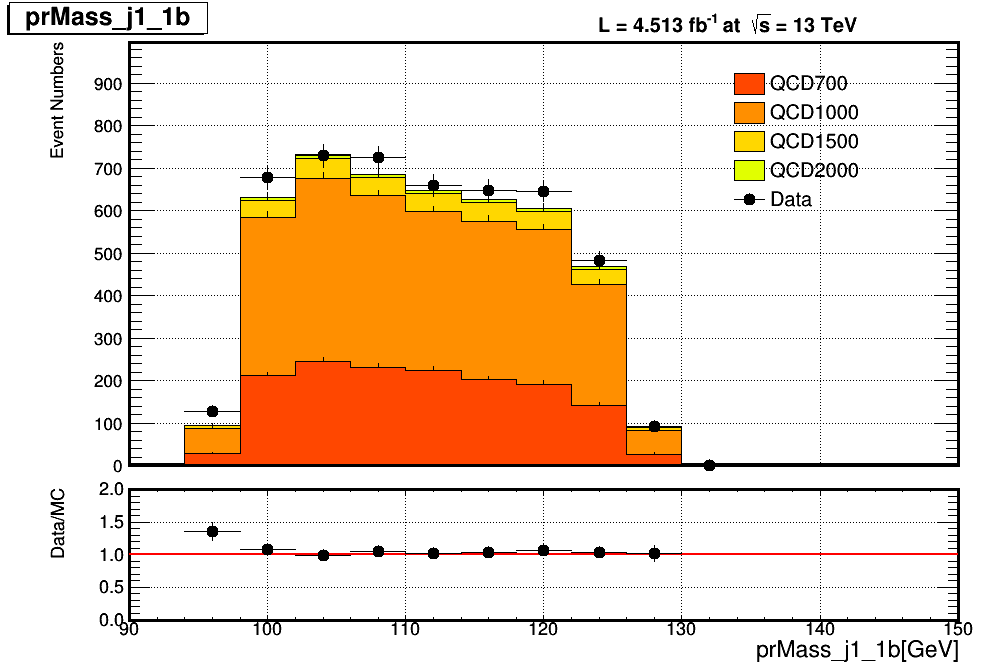 prMass_j1_1b
L = 4.513 fb⁻¹ at √s = 13 TeV
Event Numbers
900
800
700
600
500
400
300
200
100
0
QCD700
QCD1000
QCD1500
QCD2000
Data
Data/MC
2.0
1.5
1.0
0.5
0.0
90 100 110 120 130 140 150
prMass_j1_1b[GeV]